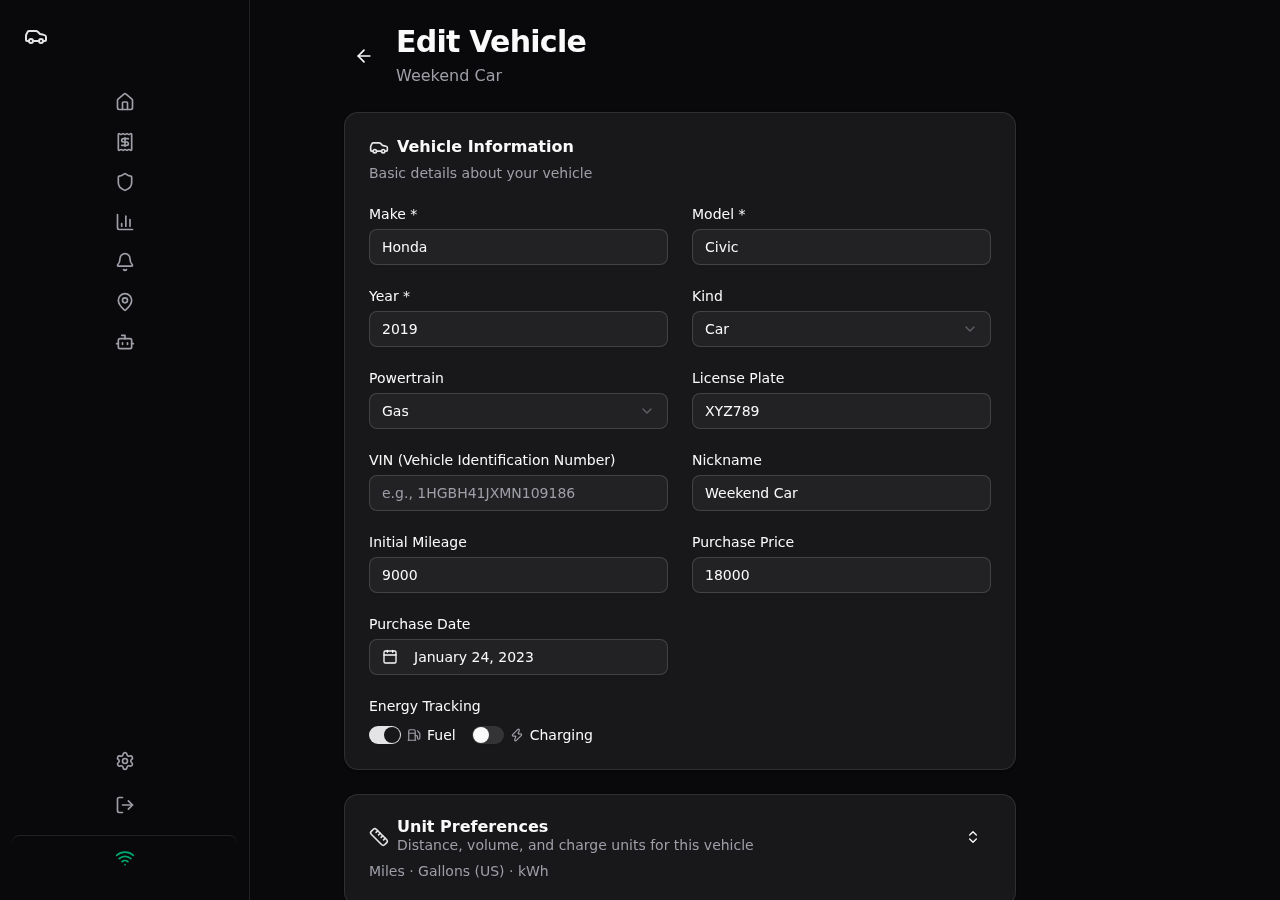 Edit Vehicle
Weekend Car
Vehicle Information
Basic details about your vehicle
Make *
Model *
Honda
Civic
Year *
Kind
2019
Car
Powertrain
License Plate
Gas
XYZ789
VIN (Vehicle Identification Number)
Nickname
e.g., 1HGBH41JXMN109186
Weekend Car
Initial Mileage
Purchase Price
9000
18000
Purchase Date
January 24, 2023
Energy Tracking
Fuel
Charging
Unit Preferences
Distance, volume, and charge units for this vehicle
Miles · Gallons (US) · kWh